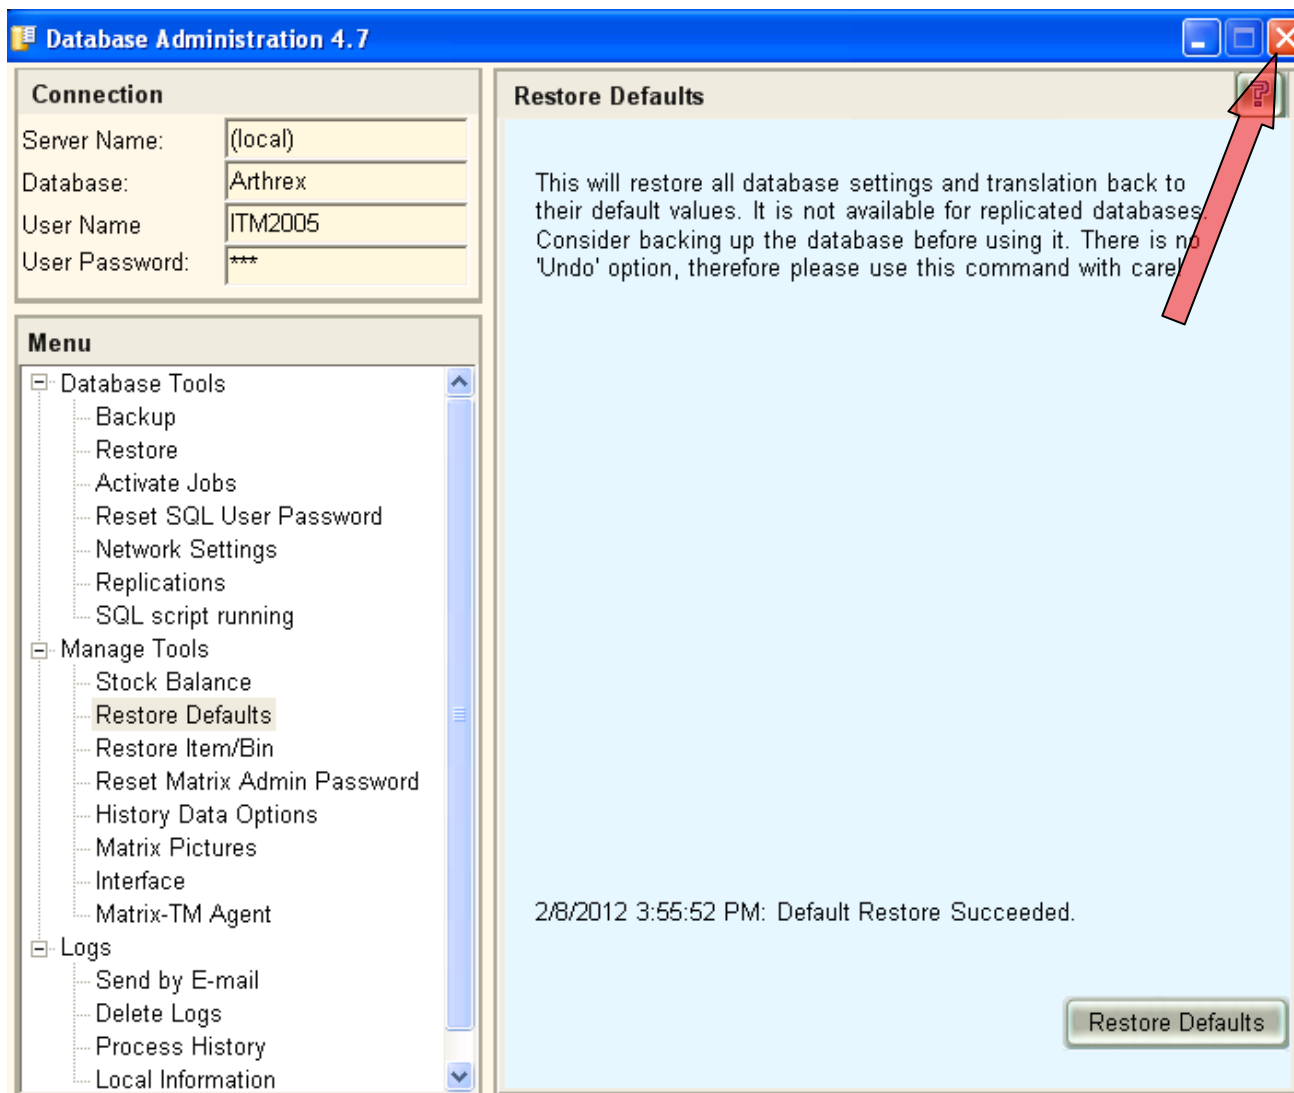 Database Administration 4.7
Connection
Server Name: (local)
Database: Arthrex
User Name ITM2005
User Password: ***
Menu
Database Tools
Backup
Restore
Activate Jobs
Reset SQL User Password
Network Settings
Replications
SQL script running
Manage Tools
Stock Balance
Restore Defaults
Restore Item/Bin
Reset Matrix Admin Password
History Data Options
Matrix Pictures
Interface
Matrix-TM Agent
Logs
Send by E-mail
Delete Logs
Process History
Local Information
Restore Defaults
?
This will restore all database settings and translation back to
their default values. It is not available for replicated databases.
Consider backing up the database before using it. There is no
'Undo' option, therefore please use this command with care!
2/8/2012 3:55:52 PM: Default Restore Succeeded.
Restore Defaults